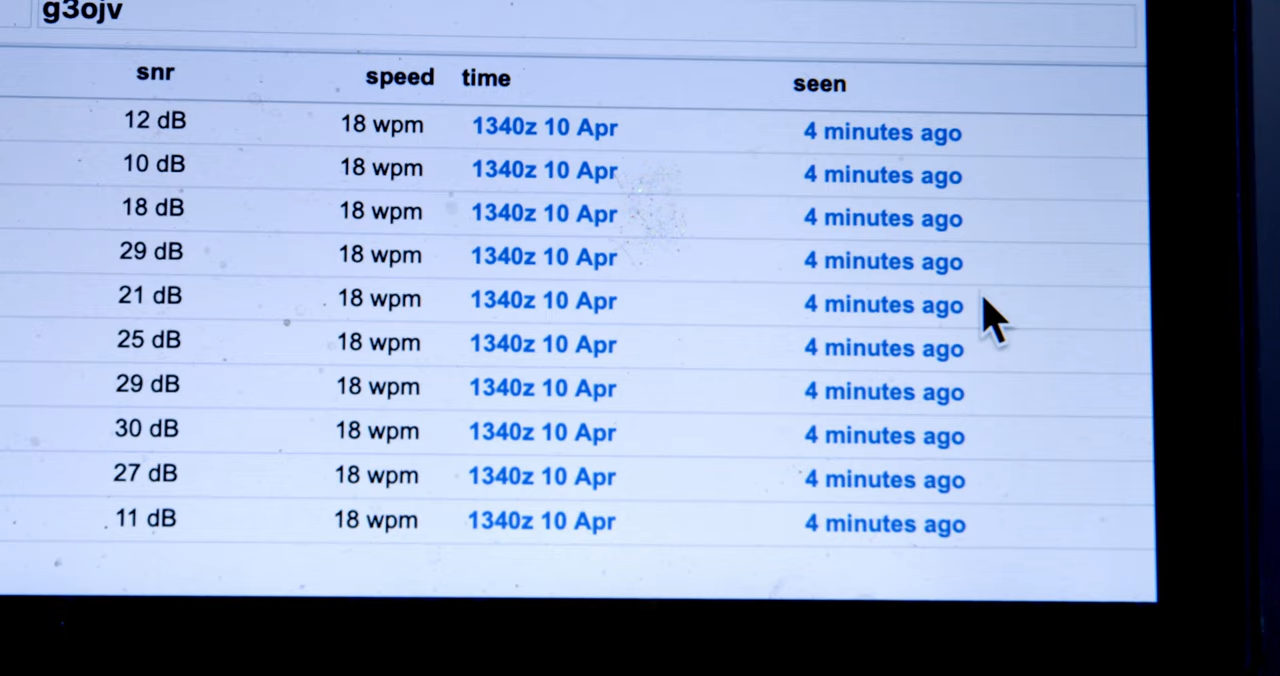 g3ojv
snr speed time seen
12 dB 18 wpm 1340z 10 Apr 4 minutes ago
10 dB 18 wpm 1340z 10 Apr 4 minutes ago
18 dB 18 wpm 1340z 10 Apr 4 minutes ago
29 dB 18 wpm 1340z 10 Apr 4 minutes ago
21 dB 18 wpm 1340z 10 Apr 4 minutes ago
25 dB 18 wpm 1340z 10 Apr 4 minutes ago
29 dB 18 wpm 1340z 10 Apr 4 minutes ago
30 dB 18 wpm 1340z 10 Apr 4 minutes ago
27 dB 18 wpm 1340z 10 Apr 4 minutes ago
11 dB 18 wpm 1340z 10 Apr 4 minutes ago